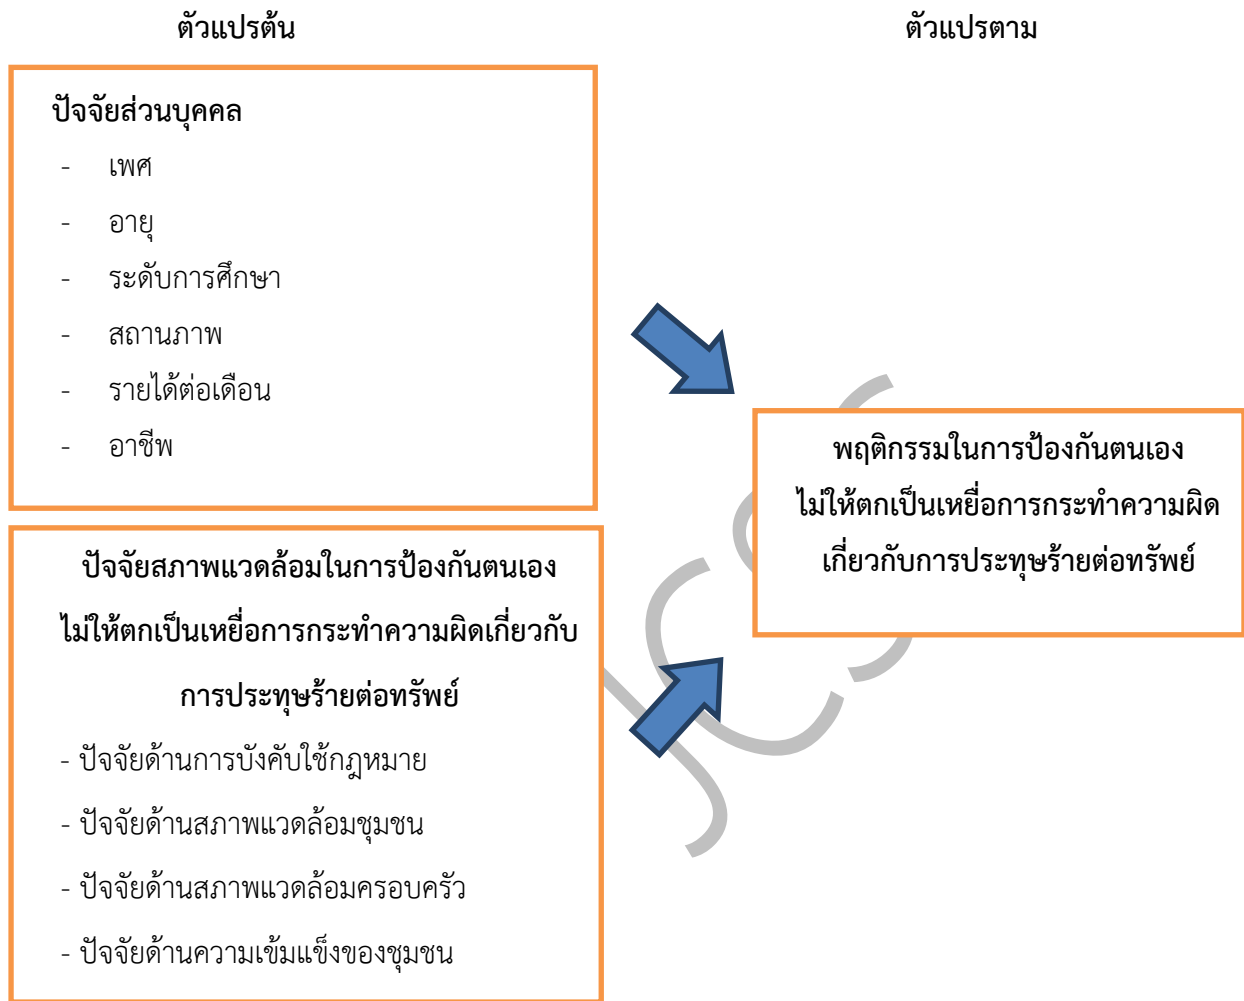 ตัวแปรต้น
ตัวแปรตาม
ปัจจัยส่วนบุคคล
- เพศ
- อายุ
- ระดับการศึกษา
- สถานภาพ
- รายได้ต่อเดือน
- อาชีพ
ปัจจัยสภาพแวดล้อมในการป้องกันตนเอง
ไม่ให้ตกเป็นเหยื่อการกระทำความผิดเกี่ยวกับ
การประทุษร้ายต่อทรัพย์
- ปัจจัยด้านการบังคับใช้กฎหมาย
- ปัจจัยด้านสภาพแวดล้อมชุมชน
- ปัจจัยด้านสภาพแวดล้อมครอบครัว
- ปัจจัยด้านความเข้มแข็งของชุมชน
พฤติกรรมในการป้องกันตนเอง
ไม่ให้ตกเป็นเหยื่อการกระทำความผิด
เกี่ยวกับการประทุษร้ายต่อทรัพย์